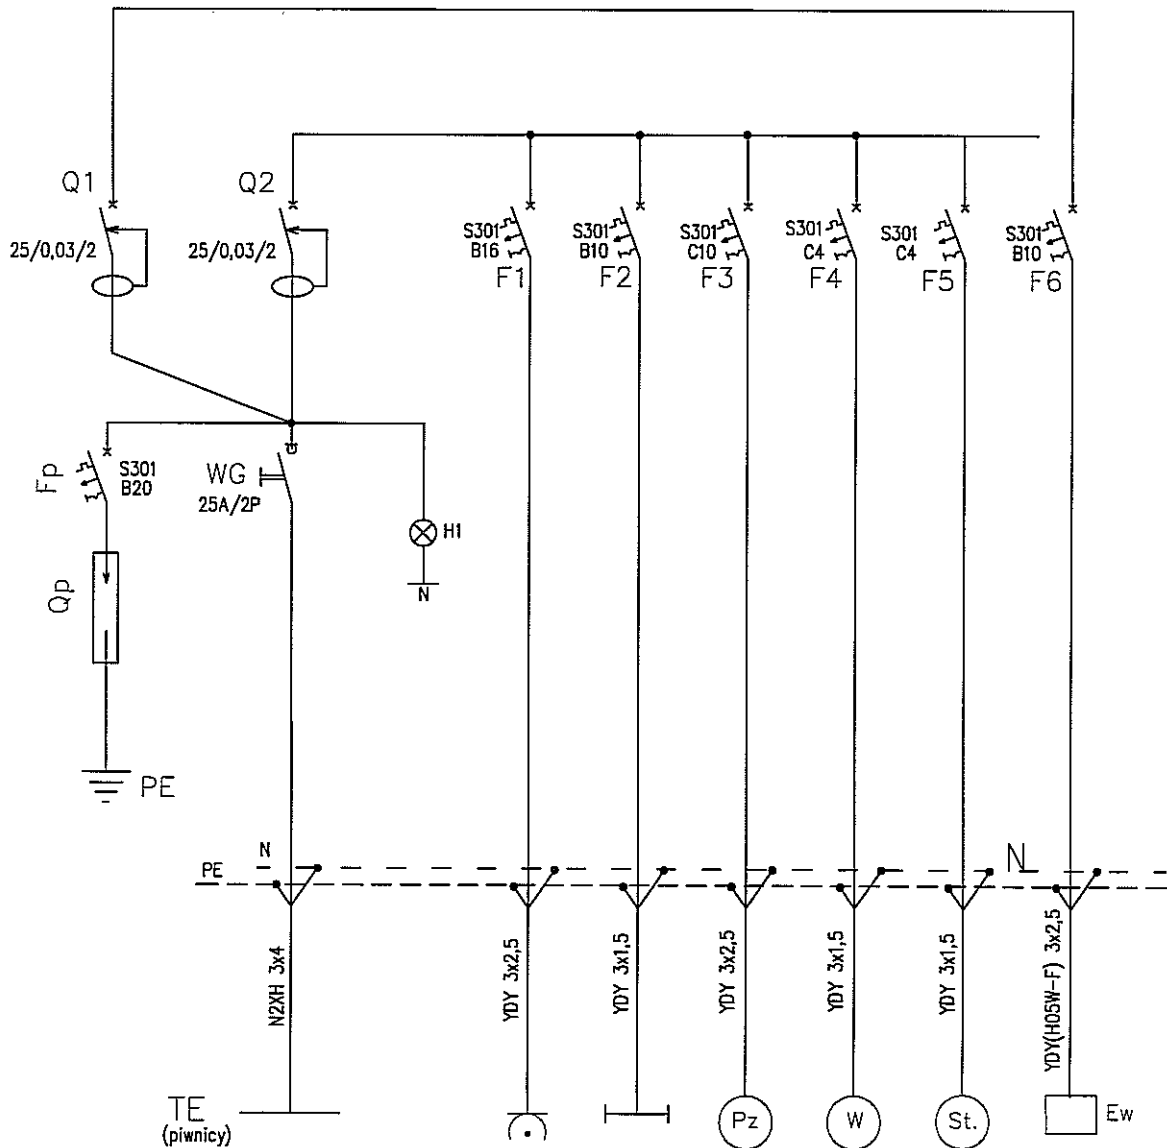 Q1
Q2
25/0,03/2
25/0,03/2
S301
B16
F1
S301
B10
F2
S301
C10
F3
S301
C4
F4
S301
C4
F5
S301
B10
F6
Fp
S301
B20
WG
25A/2P
H1
N
Qp
PE
N
PE
N
N2XH 3x4
YDY 3x2,5
YDY 3x1,5
YDY 3x2,5
YDY 3x1,5
YDY 3x1,5
YDY(H05W-F) 3x2,5
TE
(piwnicy)
Pz
W
St.
Ew